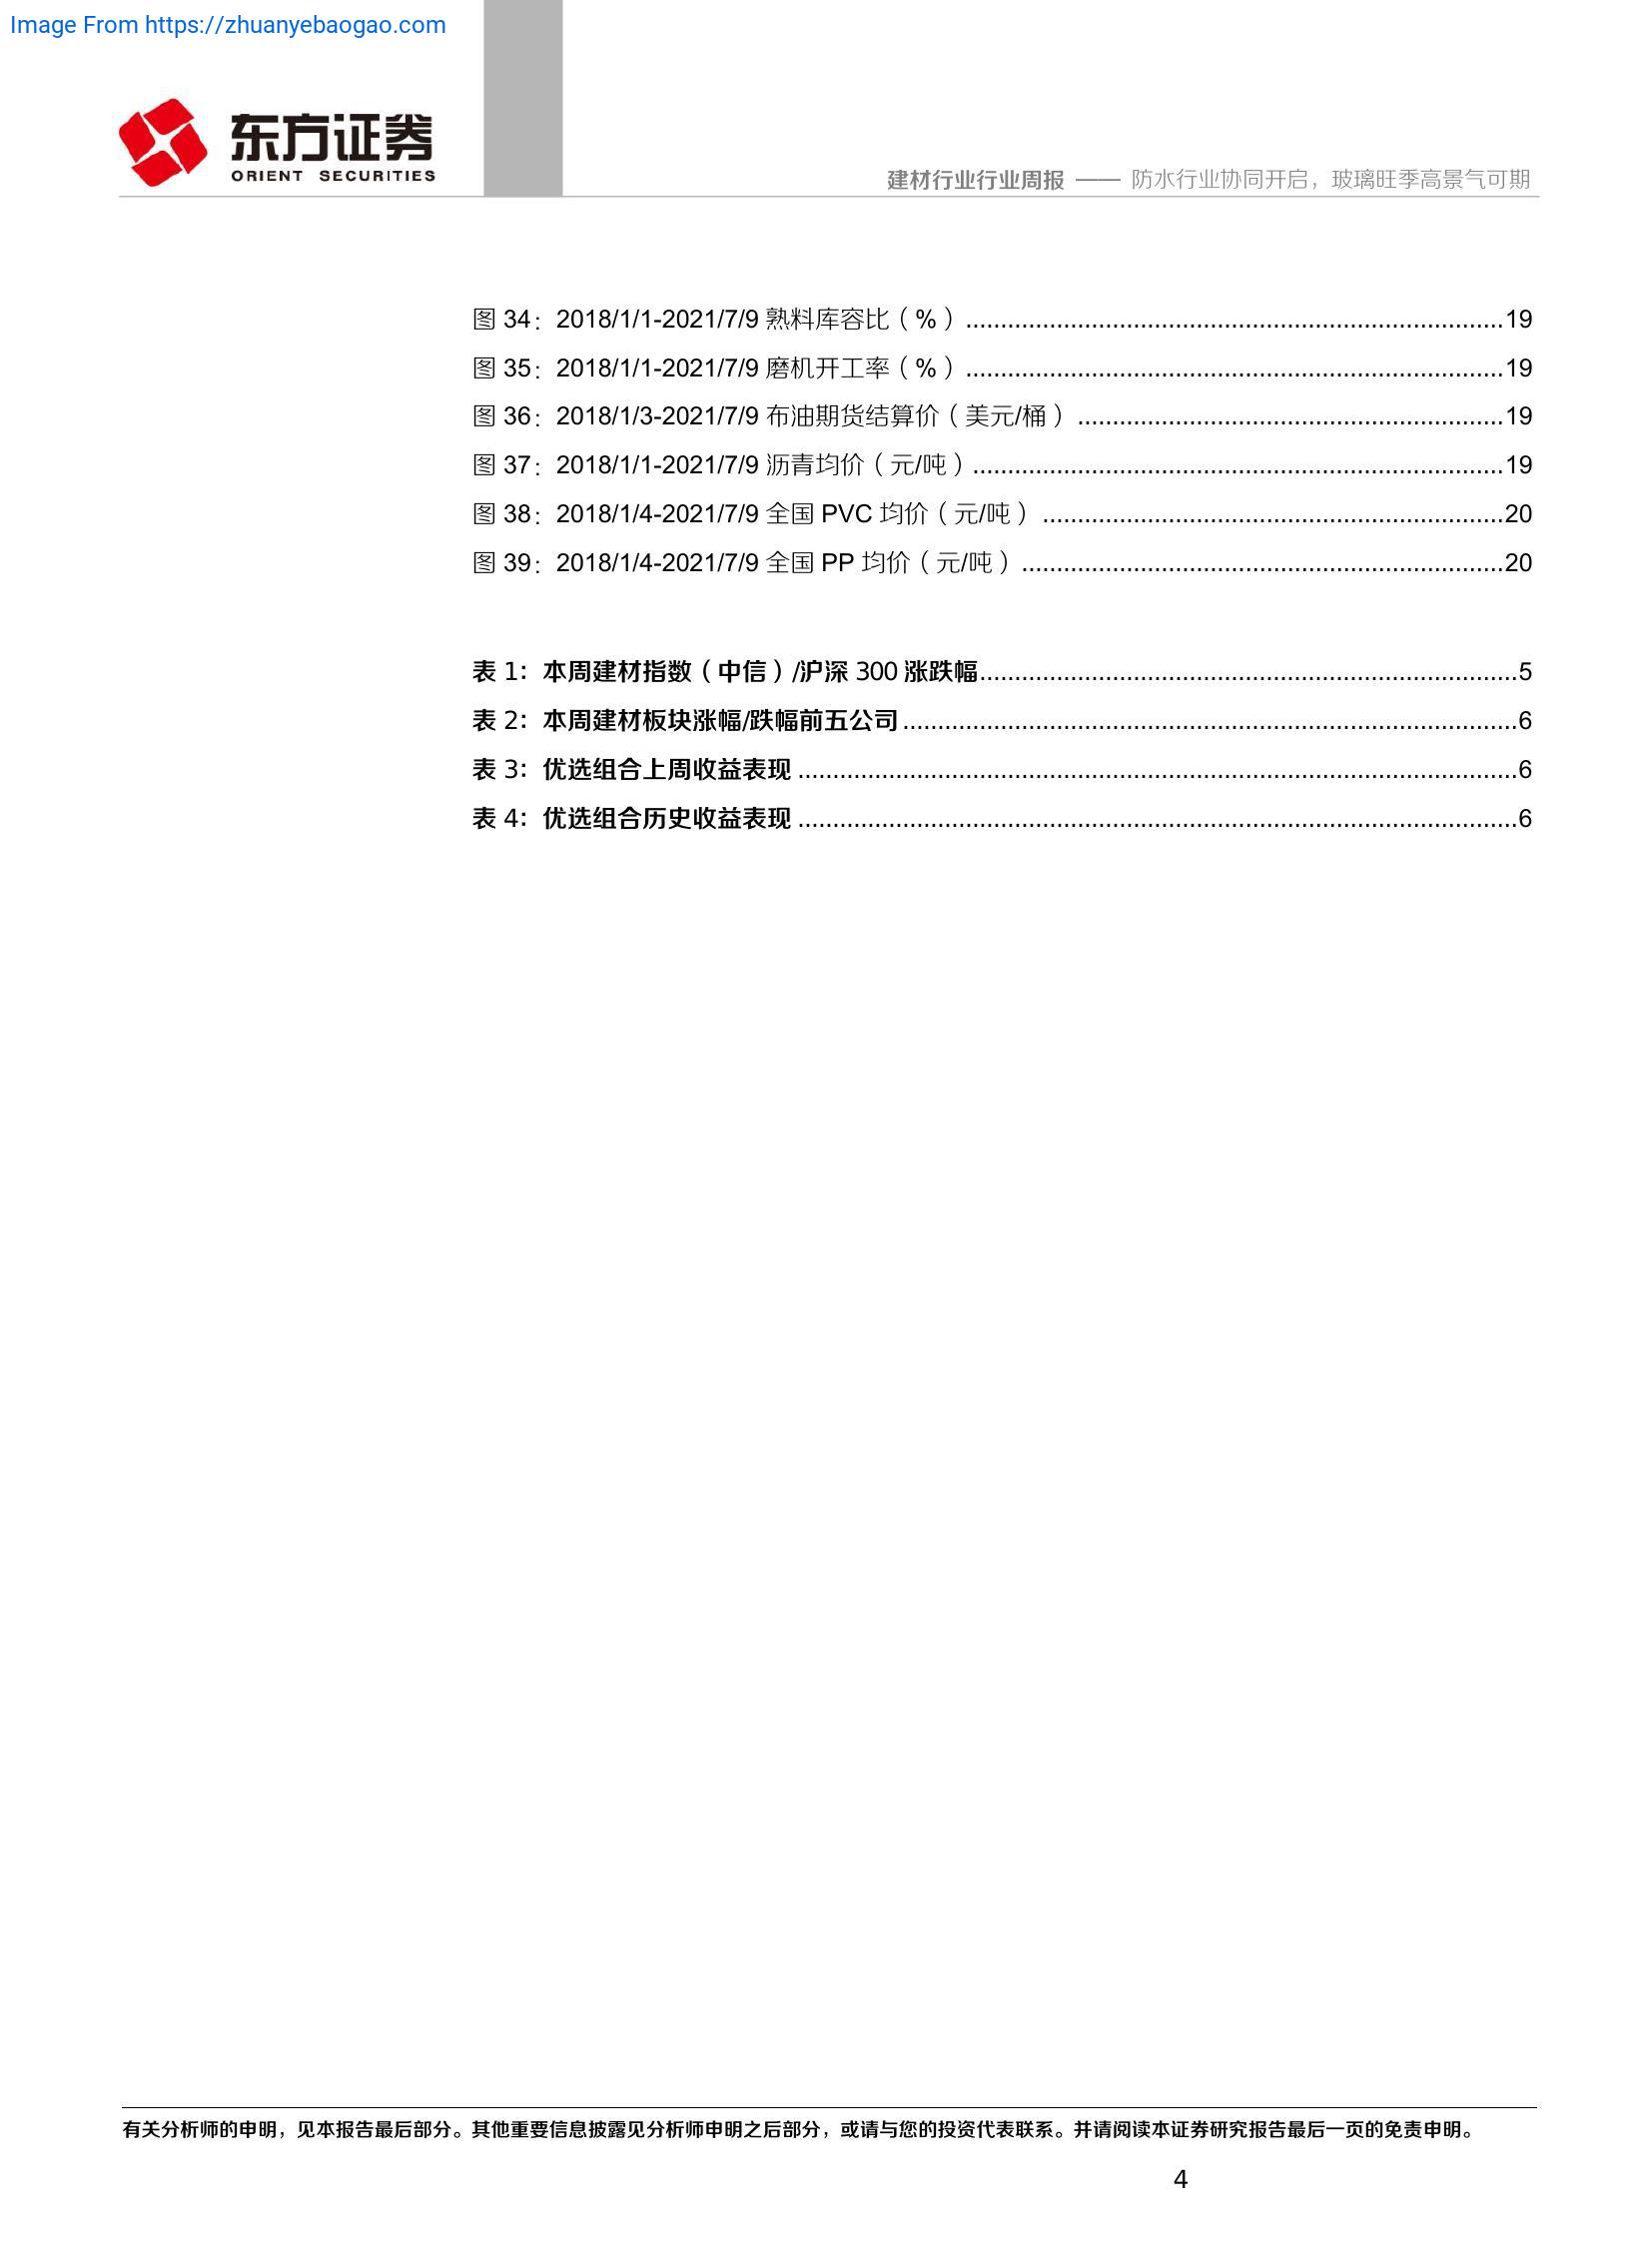 Image From https://zhuanyebaogao.com
东方证券
ORIENT SECURITIES
建材行业行业周报 —— 防水行业协同开启，玻璃旺季高景气可期
图 34：2018/1/1-2021/7/9 熟料库容比（%）..............................................................................19
图 35：2018/1/1-2021/7/9 磨机开工率（%）..............................................................................19
图 36：2018/1/3-2021/7/9 布油期货结算价（美元/桶）..............................................................19
图 37：2018/1/1-2021/7/9 沥青均价（元/吨）.............................................................................19
图 38：2018/1/4-2021/7/9 全国 PVC 均价（元/吨）...................................................................20
图 39：2018/1/4-2021/7/9 全国 PP 均价（元/吨）......................................................................20
表 1：本周建材指数（中信）/沪深 300 涨跌幅..............................................................................5
表 2：本周建材板块涨幅/跌幅前五公司.........................................................................................6
表 3：优选组合上周收益表现........................................................................................................6
表 4：优选组合历史收益表现........................................................................................................6
有关分析师的申明，见本报告最后部分。其他重要信息披露见分析师申明之后部分，或请与您的投资代表联系。并请阅读本证券研究报告最后一页的免责申明。
4